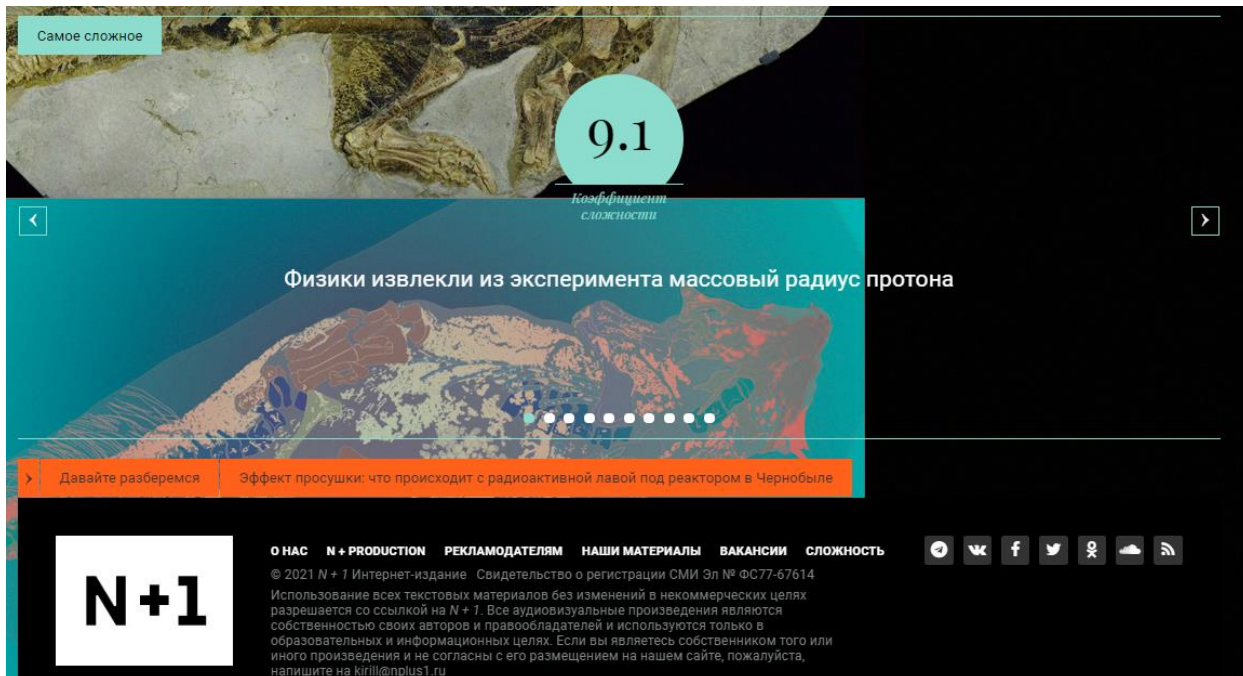 Самое сложное
9.1
Коэффициент
сложности
Физики извлекли из эксперимента массовый радиус протона
Давайте разберемся
Эффект просушки: что происходит с радиоактивной лавой под реактором в Чернобыле
N+1
О НАС N + PRODUCTION РЕКЛАМОДАТЕЛЯМ НАШИ МАТЕРИАЛЫ ВАКАНСИИ СЛОЖНОСТЬ
© 2021 N + 1 Интернет-издание Свидетельство о регистрации СМИ Эл № ФС77-67614
Использование всех текстовых материалов без изменений в некоммерческих целях
разрешается со ссылкой на N + 1. Все аудиовизуальные произведения являются
собственностью своих авторов и правообладателей и используются только в
образовательных и информационных целях. Если вы являетесь собственником того или
иного произведения и не согласны с его размещением на нашем сайте, пожалуйста,
напишите на kirill@nplus1.ru